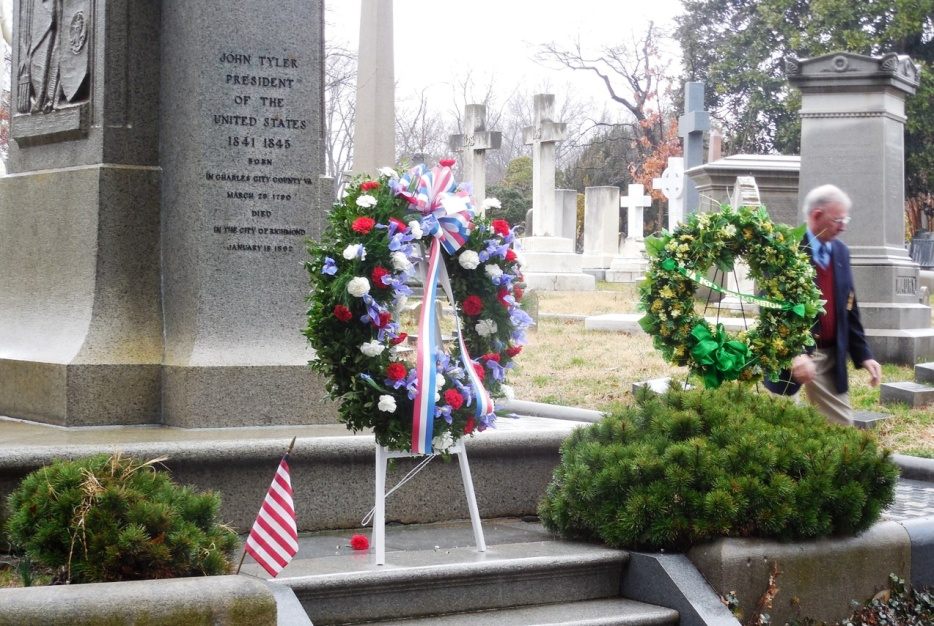 JOHN TYLER
PRESIDENT
OF THE
UNITED STATES
1841 1845
BORN
IN CHARLES CITY COUNTY VA
MARCH 29, 1790
DIED
IN THE CITY OF RICHMOND
JANUARY 18 1862